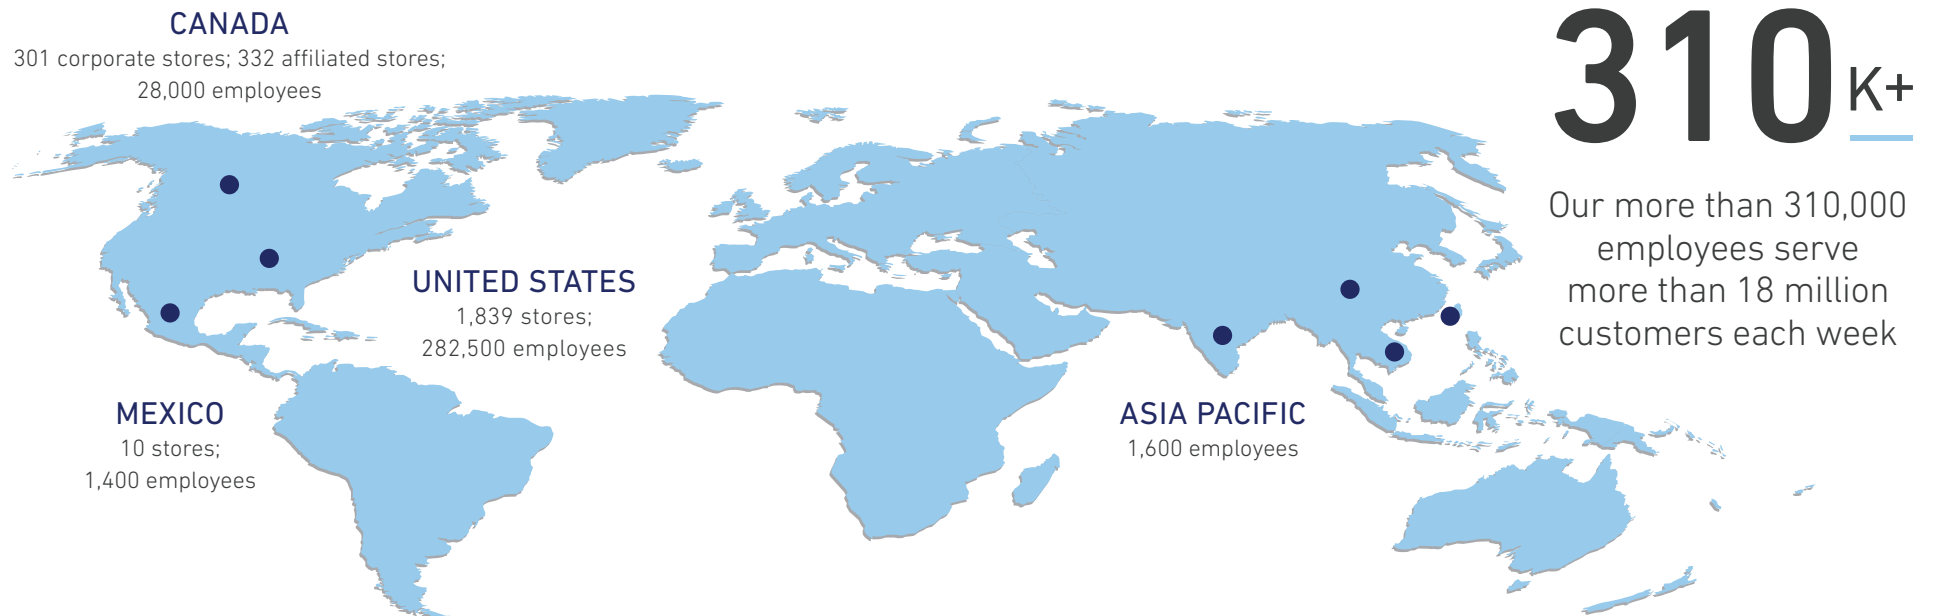 CANADA
301 corporate stores; 332 affiliated stores;
28,000 employees
UNITED STATES
1,839 stores;
282,500 employees
MEXICO
10 stores;
1,400 employees
ASIA PACIFIC
1,600 employees
310K+
Our more than 310,000
employees serve
more than 18 million
customers each week